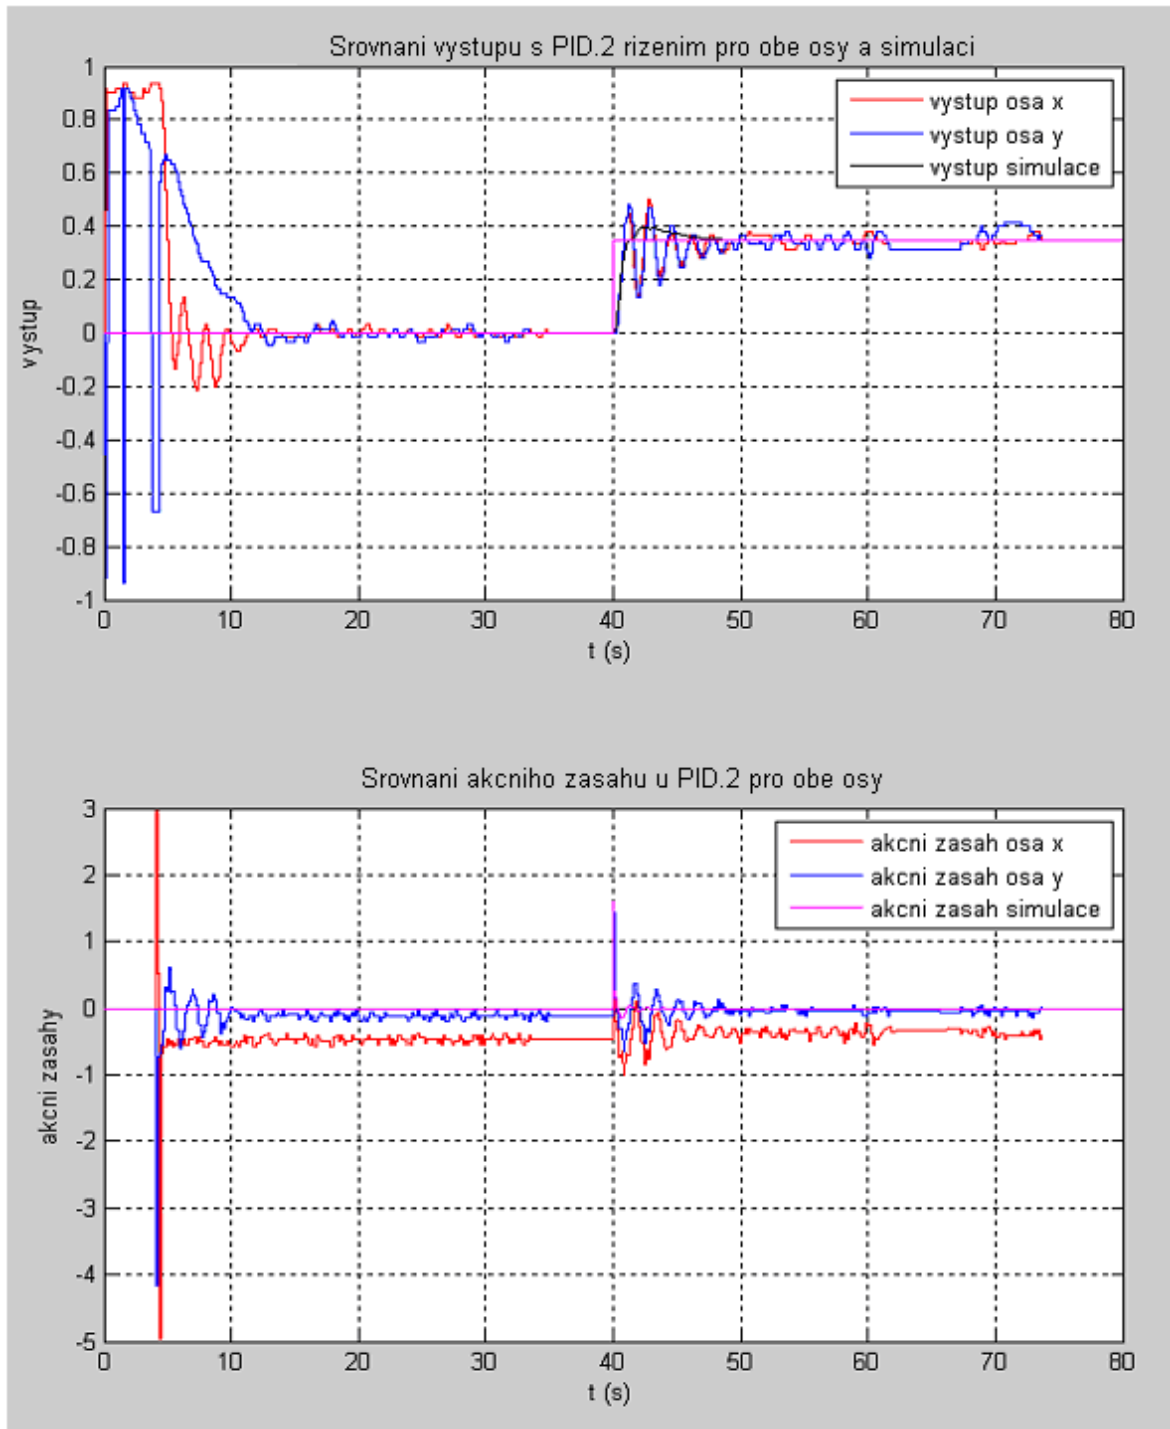 Srovnani vystupu s PID.2 rizenim pro obe osy a simulaci
1
0.8
0.6
0.4
0.2
0
-0.2
-0.4
-0.6
-0.8
-1
vystup
vystup osa x
vystup osa y
vystup simulace
0 10 20 30 40 50 60 70 80
t (s)
Srovnani akcniho zasahu u PID.2 pro obe osy
3
2
1
0
-1
-2
-3
-4
-5
akcni zasahy
akcni zasah osa x
akcni zasah osa y
akcni zasah simulace
0 10 20 30 40 50 60 70 80
t (s)